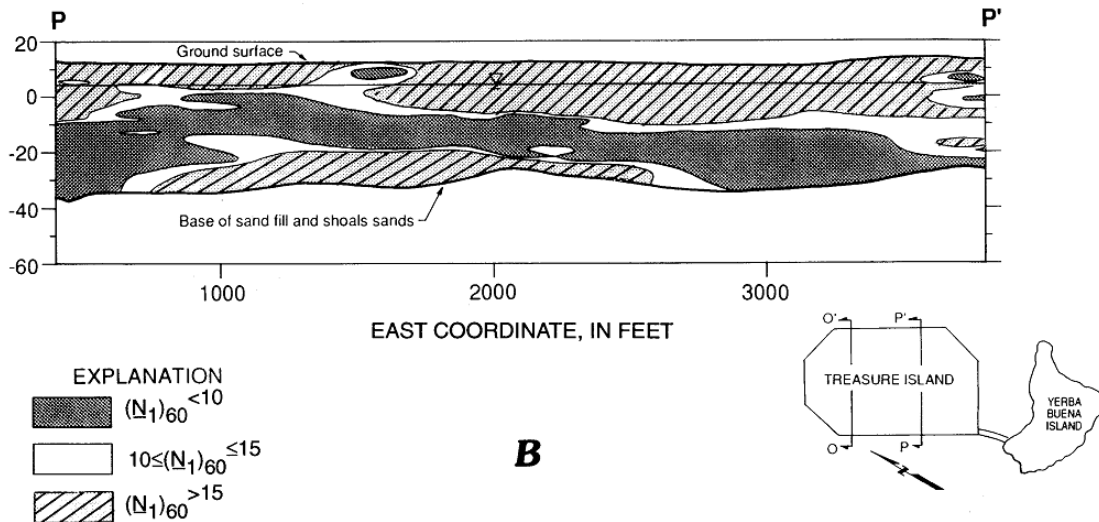 P P'
20
Ground surface
0
-20
Base of sand fill and shoals sands
-40
-60
1000 2000 3000
EAST COORDINATE, IN FEET
EXPLANATION
(N1)60<10
10≤(N1)60≤15
(N1)60>15
B
O' P'
TREASURE ISLAND
YERBA
BUENA
ISLAND
O P
N